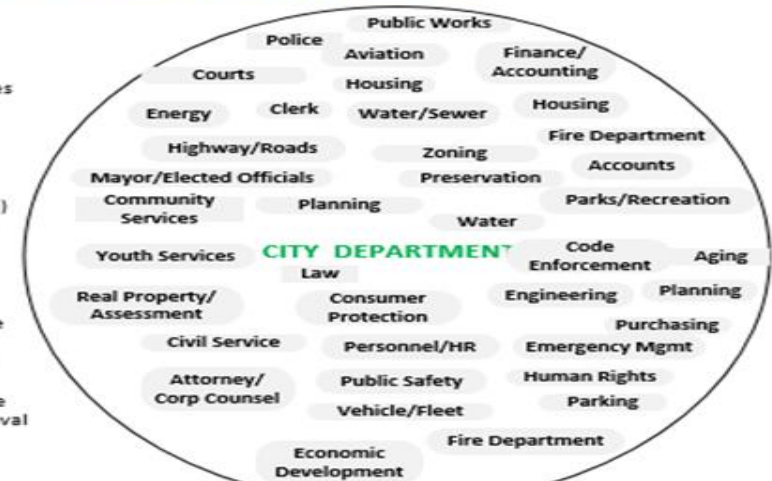 Public Works
Police
Aviation
Finance/
Accounting
Courts
Housing
es
Energy
Clerk
Water/Sewer
Housing
Fire Department
Highway/Roads
Zoning
Accounts
Mayor/Elected Officials
Preservation
)
Community
Services
Planning
Parks/Recreation
Water
Youth Services
CITY DEPARTMENT
Code
Enforcement
Aging
Law
Real Property/
Assessment
Consumer
Protection
Engineering
Planning
e
Purchasing
Civil Service
Personnel/HR
Emergency Mgmt
Attorney/
Corp Counsel
Public Safety
Human Rights
e
Vehicle/Fleet
Parking
val
Fire Department
Economic
Development